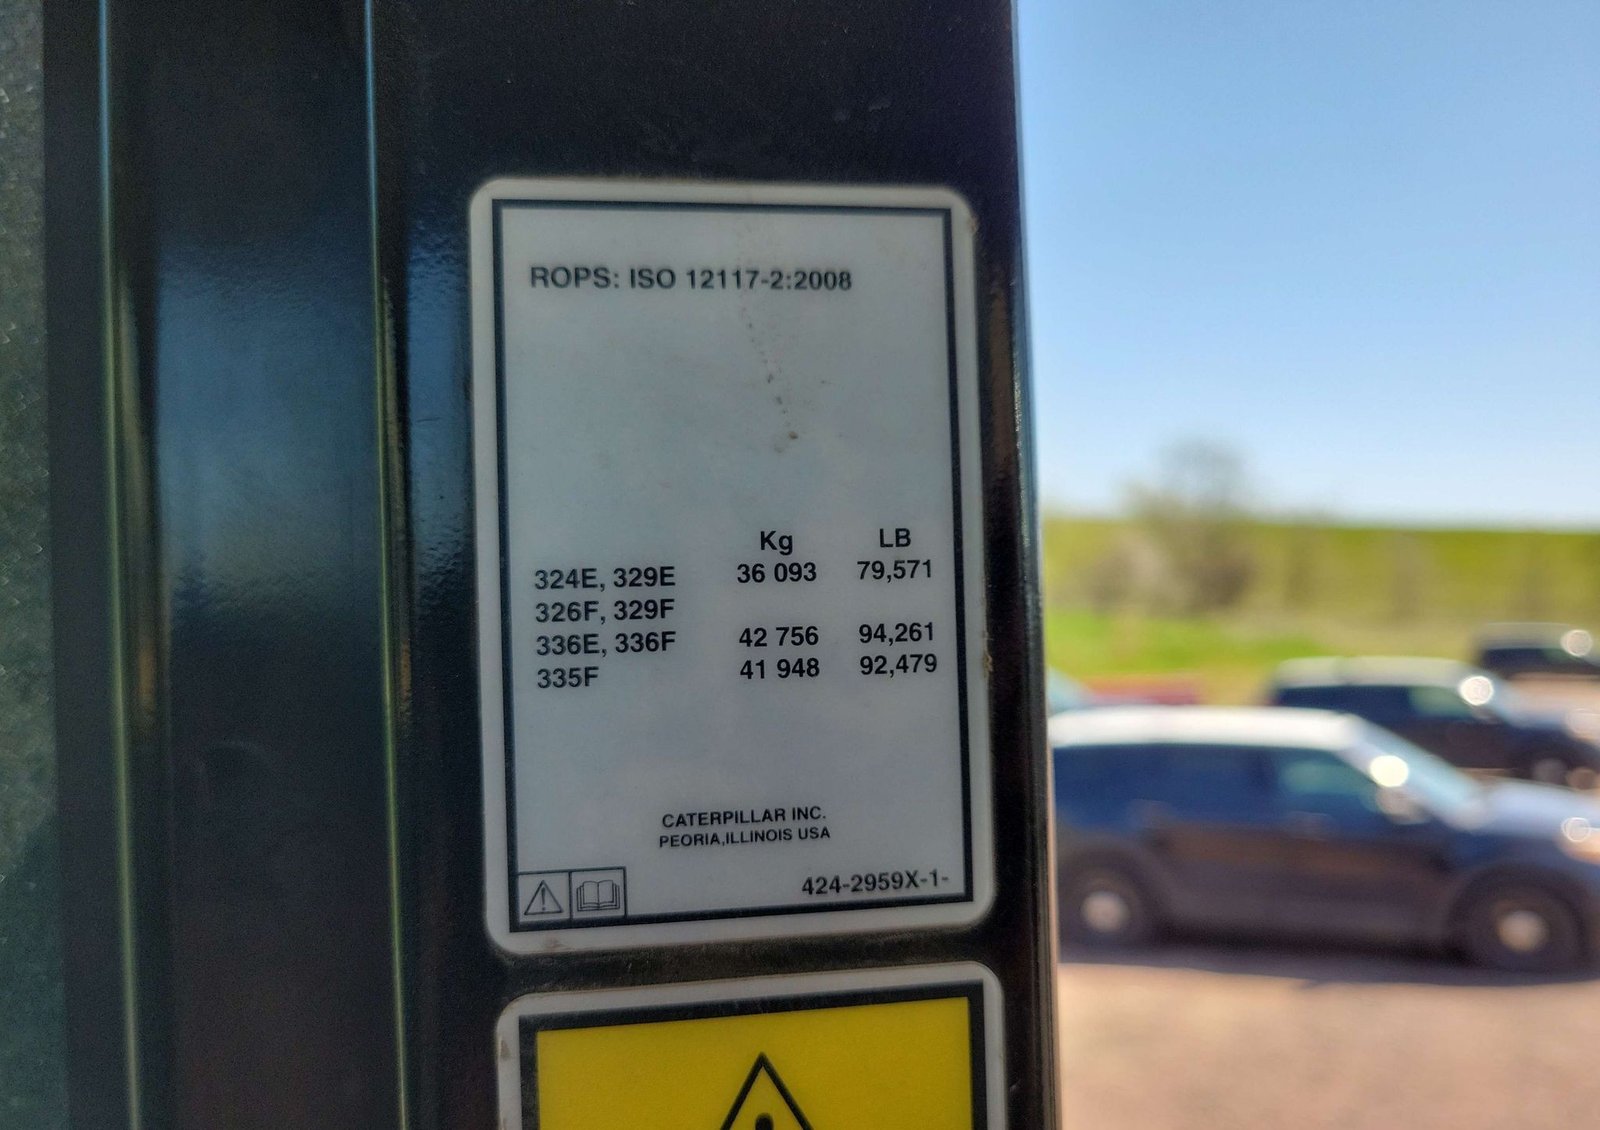 ROPS: ISO 12117-2:2008
Kg LB
324E, 329E 36 093 79,571
326F, 329F
336E, 336F 42 756 94,261
335F 41 948 92,479
CATERPILLAR INC.
PEORIA,ILLINOIS USA
424-2959X-1-